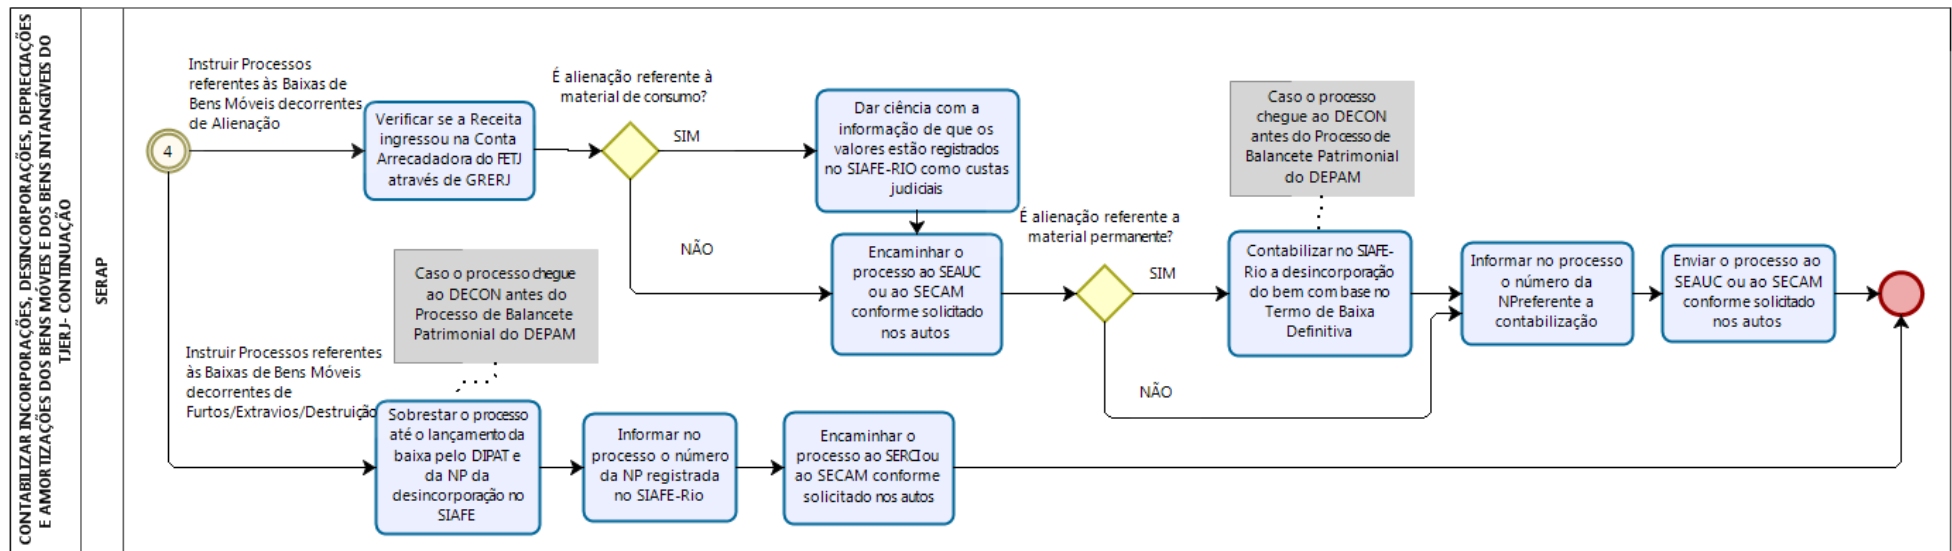 CONTABILIZAR INCORPORAÇÕES, DESINCORPORAÇÕES, DEPRECIAÇÕES
E AMORTIZAÇÕES DOS BENS MÓVEIS E DOS BENS INTANGÍVEIS DO
TJERJ- CONTINUAÇÃO
SERAP
4
Instruir Processos
referentes às Baixas de
Bens Móveis decorrentes
de Alienação
Verificar se a Receita
ingressou na Conta
Arrecadadora do FETJ
através de GRERJ
É alienação referente à
material de consumo?
SIM
NÃO
Dar ciência com a
informação de que os
valores estão registrados
no SIAFE-RIO como custas
judiciais
Encaminhar o
processo ao SEAUC
ou ao SECAM
conforme solicitado
nos autos
É alienação referente a
material permanente?
SIM
NÃO
Caso o processo
chegue ao DECON
antes do Processo de
Balancete Patrimonial
do DEPAM
Contabilizar no SIAFE-
Rio a desincorporação
do bem com base no
Termo de Baixa
Definitiva
Informar no processo
o número da
NPreferente a
contabilização
Enviar o processo ao
SEAUC ou ao SECAM
conforme solicitado
nos autos
Caso o processo chegue
ao DECON antes do
Processo de Balancete
Patrimonial do DEPAM
Instruir Processos referentes
às Baixas de Bens Móveis
decorrentes de
Furtos/Extravios/Destruição
Sobrestar o processo
até o lançamento da
baixa pelo DIPAT e
da NP da
desincorporação no
SIAFE
Informar no
processo o número
da NP registrada
no SIAFE-Rio
Encaminhar o
processo ao SERCI ou
ao SECAM conforme
solicitado nos autos